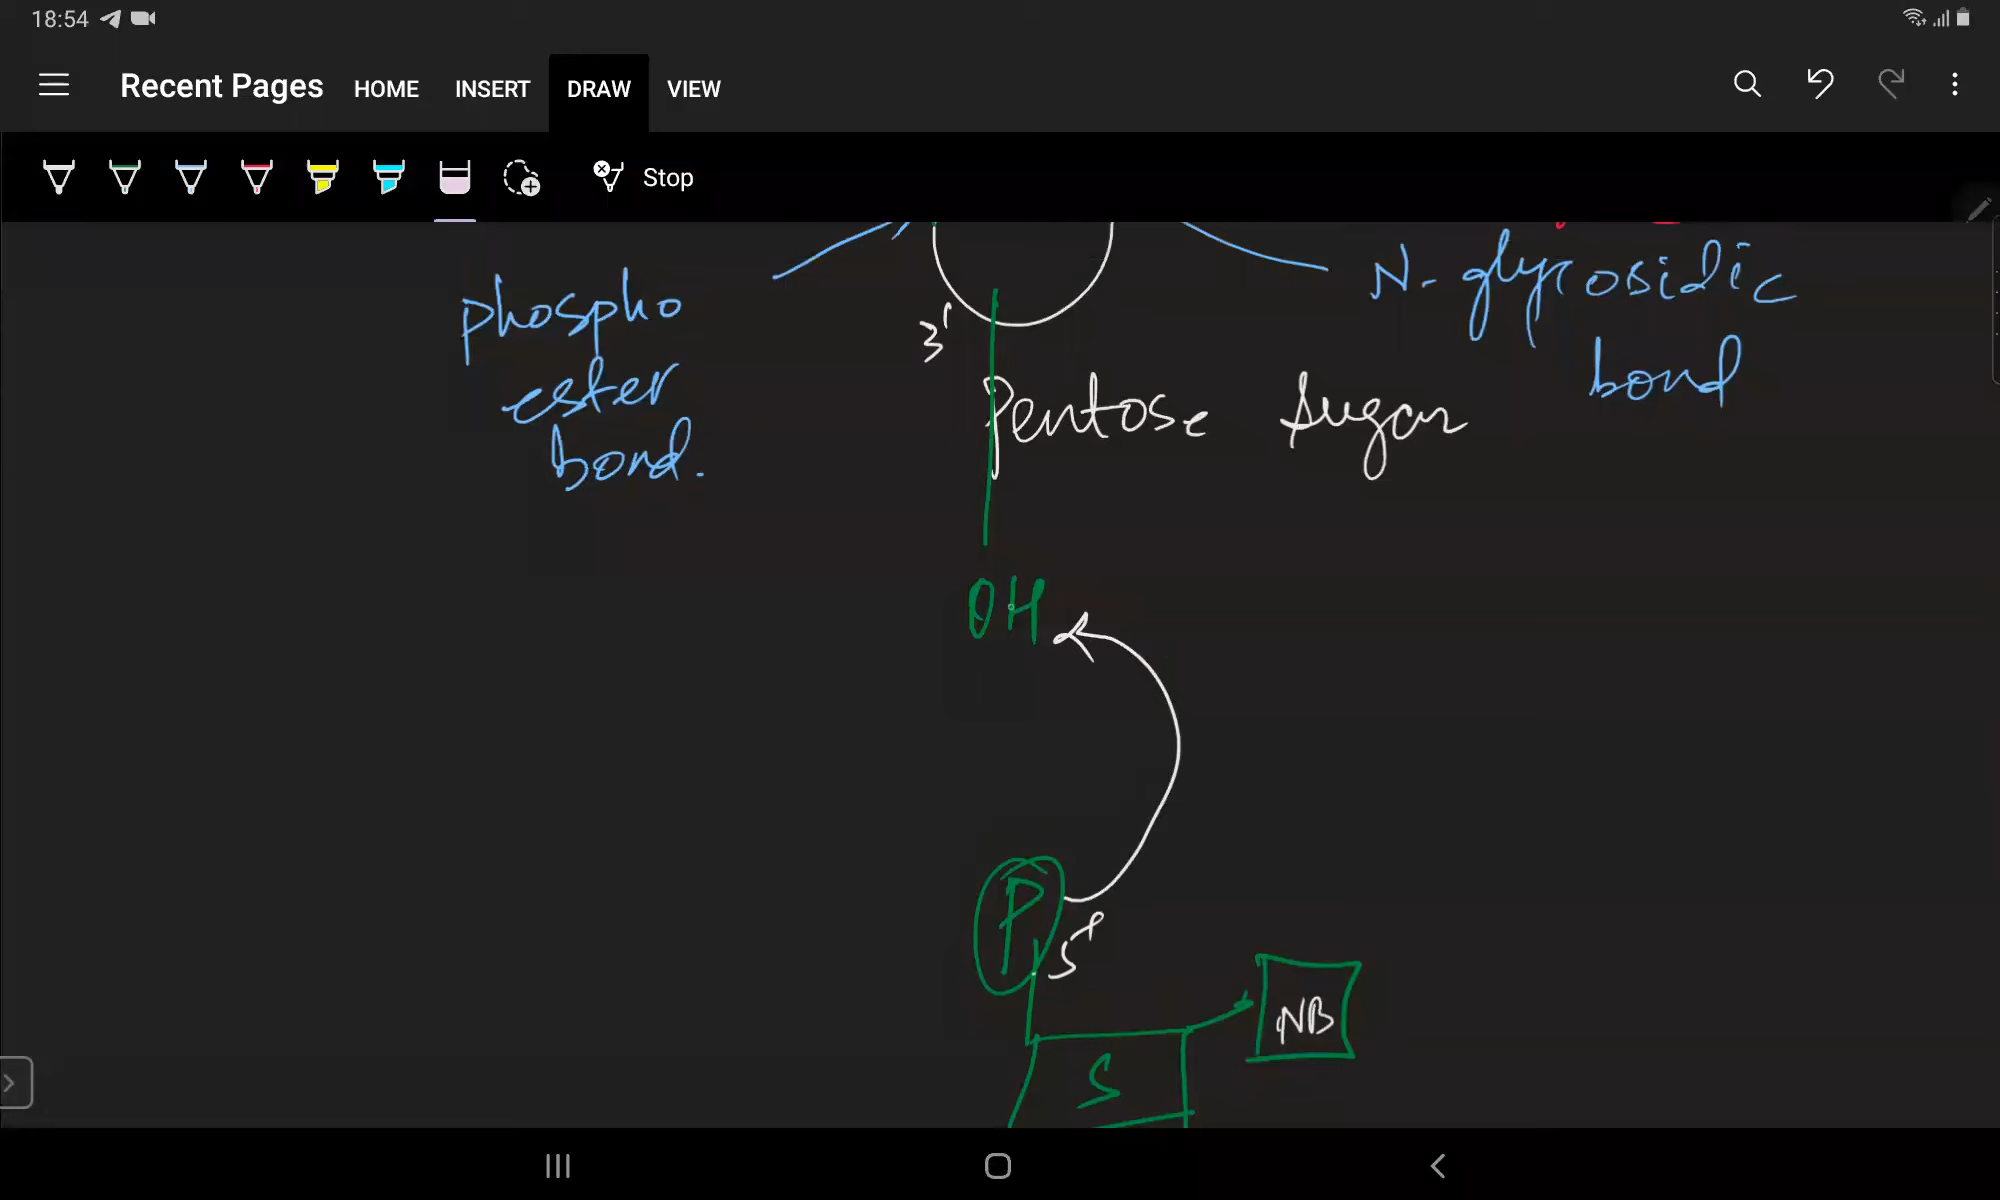 18:54
Recent Pages HOME INSERT DRAW VIEW
Stop
phospho
ester
bond.
N-glycosidic
bond
3'
Pentose Sugar
OH
P
5'
NB
S